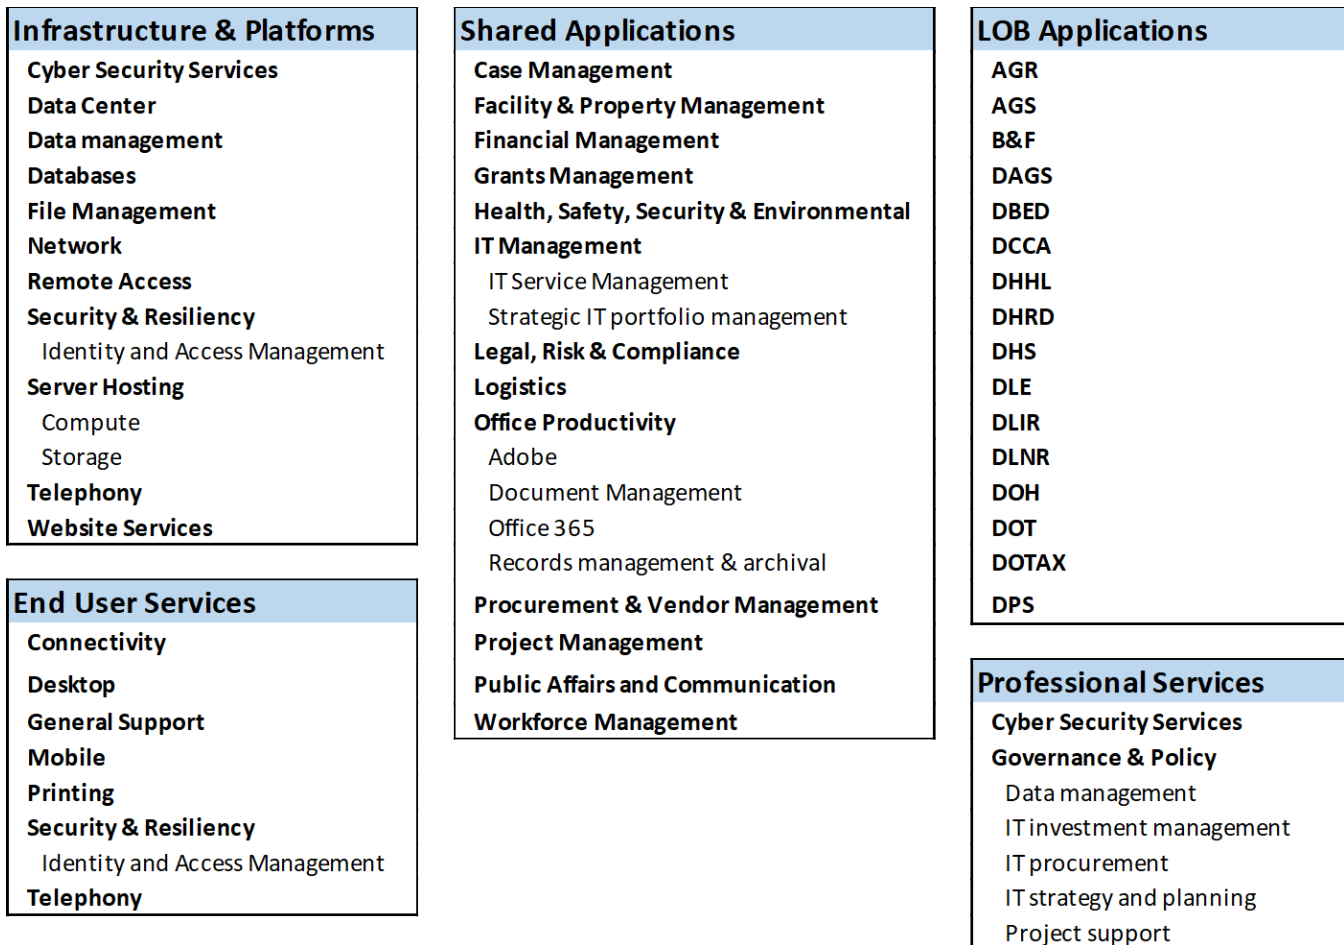 Infrastructure & Platforms
Cyber Security Services
Data Center
Data management
Databases
File Management
Network
Remote Access
Security & Resiliency
Identity and Access Management
Server Hosting
Compute
Storage
Telephony
Website Services
End User Services
Connectivity
Desktop
General Support
Mobile
Printing
Security & Resiliency
Identity and Access Management
Telephony
Shared Applications
Case Management
Facility & Property Management
Financial Management
Grants Management
Health, Safety, Security & Environmental
IT Management
IT Service Management
Strategic IT portfolio management
Legal, Risk & Compliance
Logistics
Office Productivity
Adobe
Document Management
Office 365
Records management & archival
Procurement & Vendor Management
Project Management
Public Affairs and Communication
Workforce Management
LOB Applications
AGR
AGS
B&F
DAGS
DBED
DCCA
DHHL
DHRD
DHS
DLE
DLIR
DLNR
DOH
DOT
DOTAX
DPS
Professional Services
Cyber Security Services
Governance & Policy
Data management
IT investment management
IT procurement
IT strategy and planning
Project support